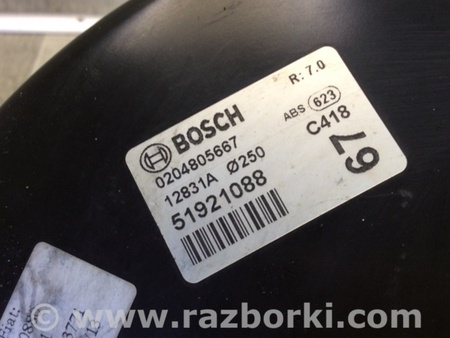 BOSCH
R: 7.0
0204805667
ABS 623
12831A Ø250
C418
51921088
67
www.razborki.com